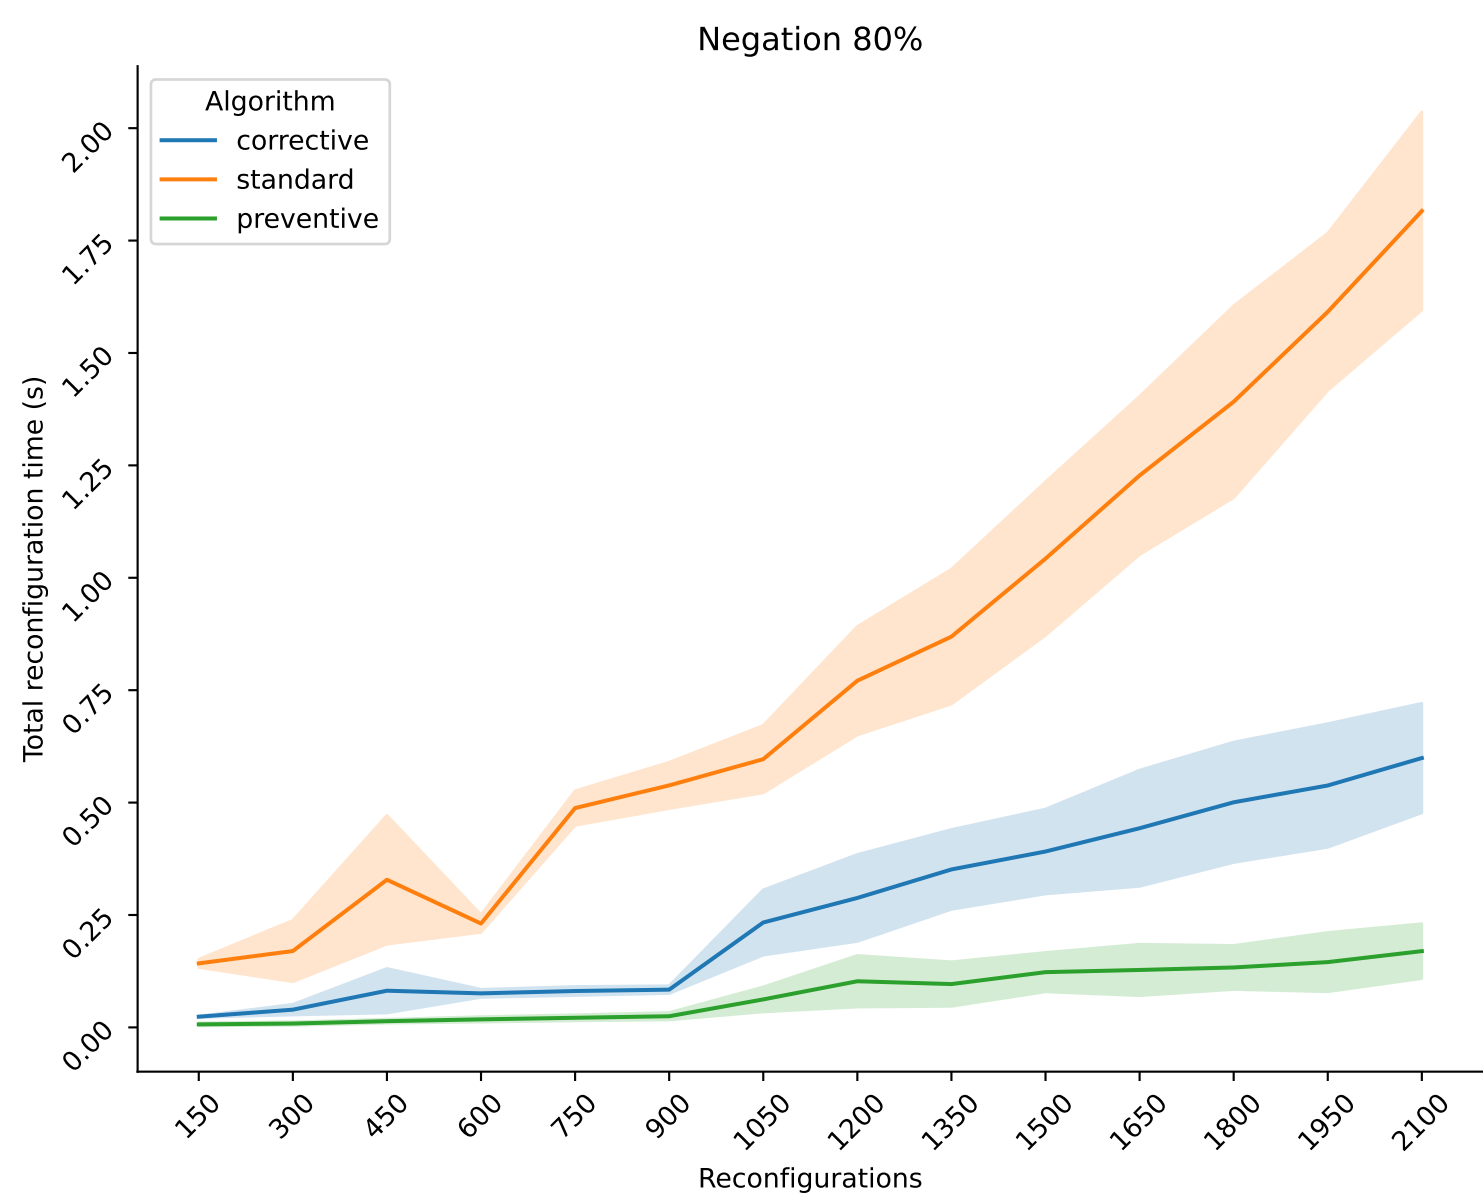 Negation 80%
Algorithm
corrective
standard
preventive
Total reconfiguration time (s)
2.00
1.75
1.50
1.25
1.00
0.75
0.50
0.25
0.00
150 300 450 600 750 900 1050 1200 1350 1500 1650 1800 1950 2100
Reconfigurations